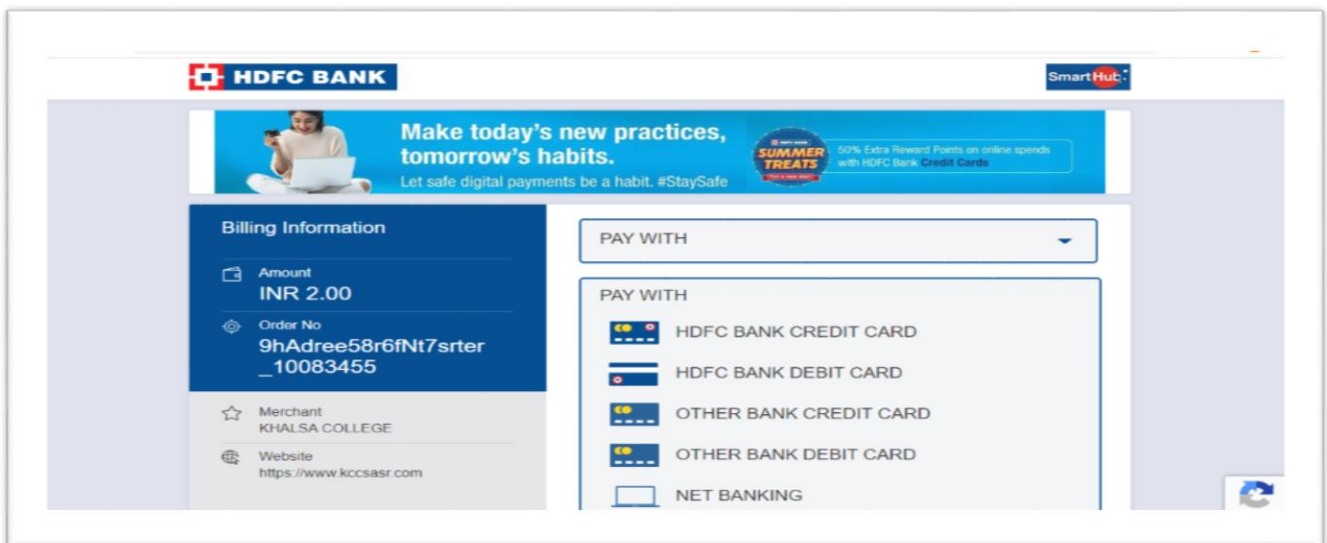 HDFC BANK
SmartHub
Make today's new practices,
tomorrow's habits.
Let safe digital payments be a habit. #StaySafe
SUMMER
TREATS
50% Extra Reward Points on online spends
with HDFC Bank Credit Cards
Billing Information
Amount
INR 2.00
Order No
9hAdree58r6fNt7srter
_10083455
Merchant
KHALSA COLLEGE
Website
https://www.kccsasr.com
PAY WITH
PAY WITH
HDFC BANK CREDIT CARD
HDFC BANK DEBIT CARD
OTHER BANK CREDIT CARD
OTHER BANK DEBIT CARD
NET BANKING